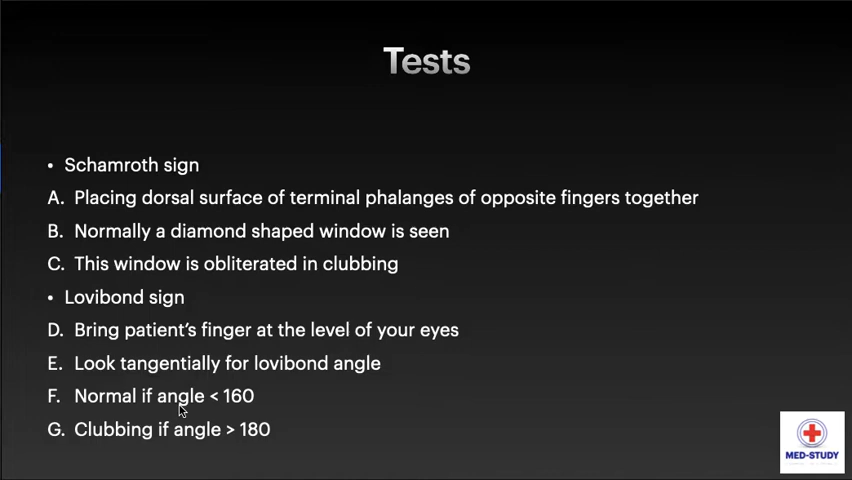 Tests
• Schamroth sign
A. Placing dorsal surface of terminal phalanges of opposite fingers together
B. Normally a diamond shaped window is seen
C. This window is obliterated in clubbing
• Lovibond sign
D. Bring patient's finger at the level of your eyes
E. Look tangentially for lovibond angle
F. Normal if angle < 160
G. Clubbing if angle > 180
MED-STUDY